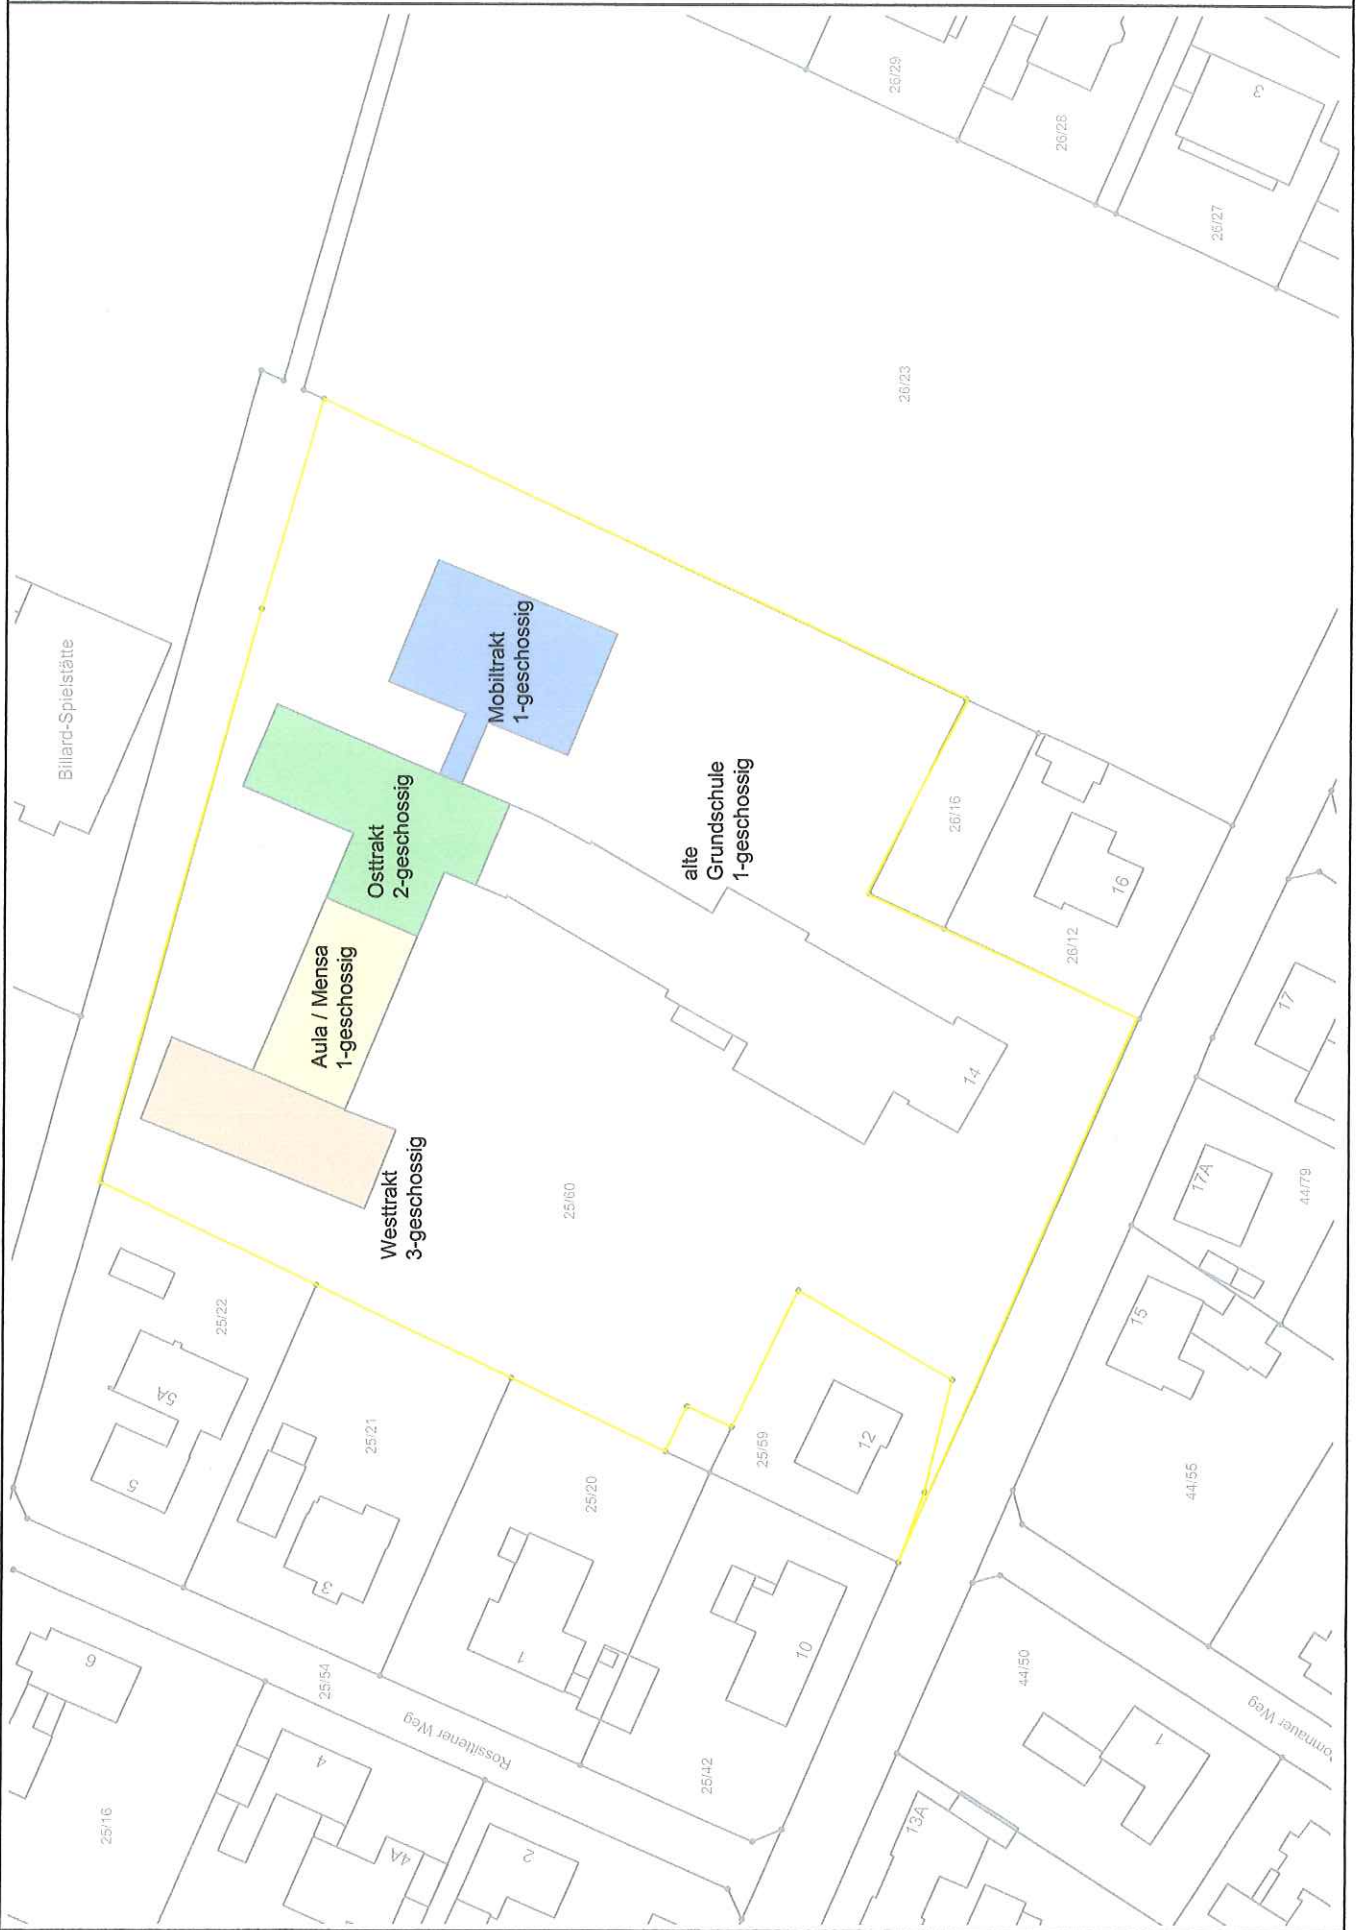 Billard-Spielstätte
Westtrakt
3-geschossig
Aula / Mensa
1-geschossig
Osttrakt
2-geschossig
Mobiltrakt
1-geschossig
alte
Grundschule
1-geschossig
25/16
25/54
25/22
25/21
25/20
25/42
25/59
25/60
26/23
26/29
26/28
26/27
26/16
26/12
44/79
44/55
44/50
Rossittener Weg
6
4
4A
2
5
5A
3
1
10
12
14
16
17
17A
15
13A
1
3